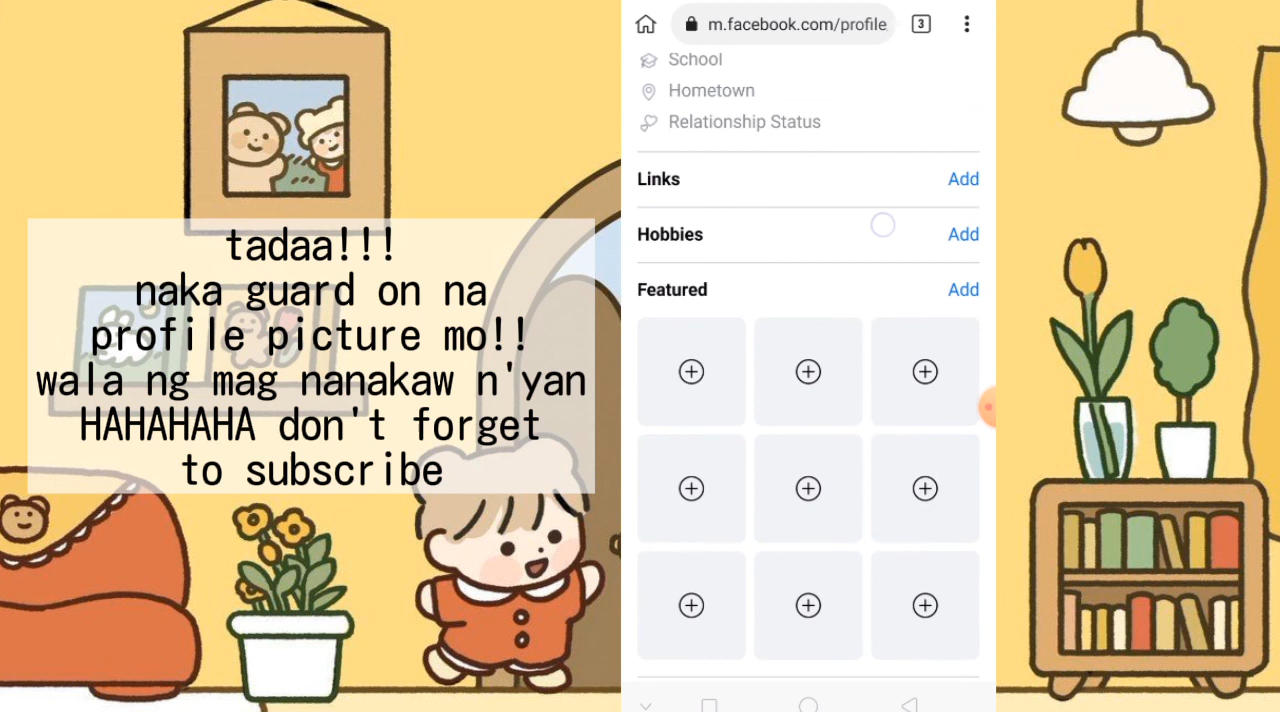 tadaa!!!
naka guard on na
profile picture mo!!
wala ng mag nanakaw n'yan
HAHAHAHA don't forget
to subscribe
m.facebook.com/profile
3
School
Hometown
Relationship Status
Links Add
Hobbies Add
Featured Add